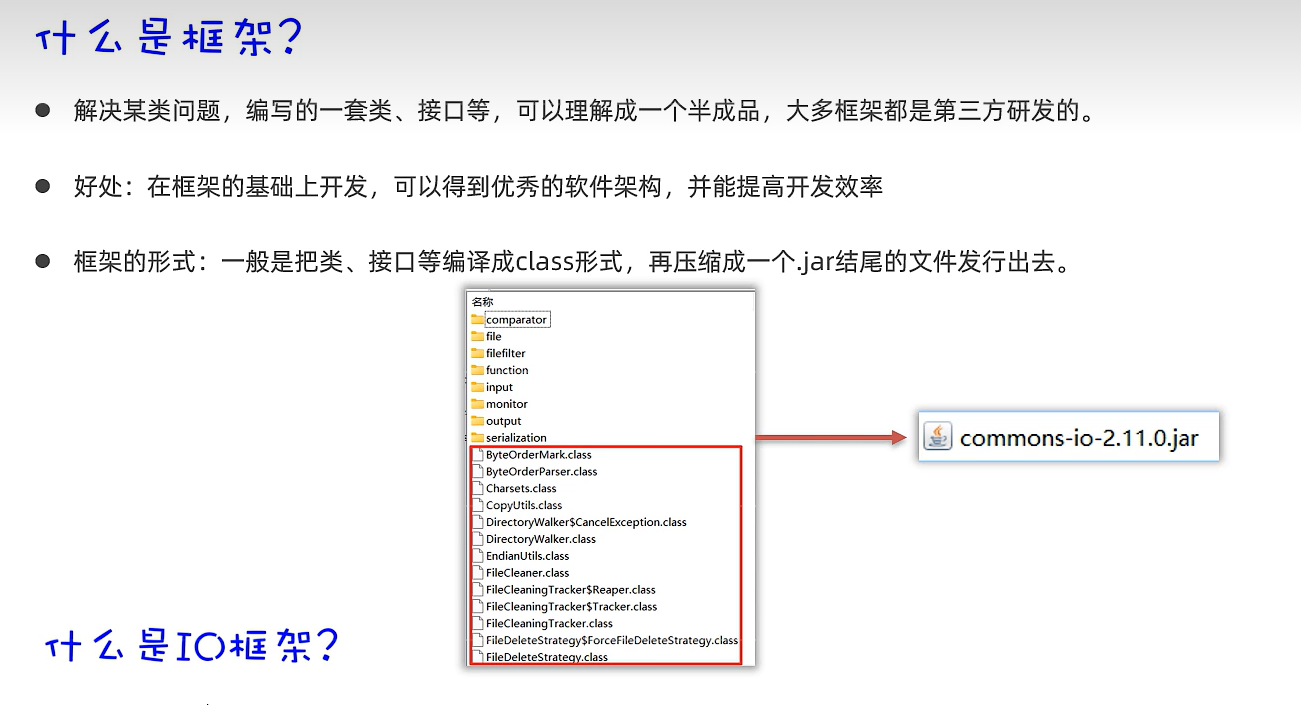 什么是框架?
解决某类问题，编写的一套类、接口等，可以理解成一个半成品，大多框架都是第三方研发的。
好处：在框架的基础上开发，可以得到优秀的软件架构，并能提高开发效率
框架的形式：一般是把类、接口等编译成class形式，再压缩成一个.jar结尾的文件发行出去。
名称
comparator
file
filefilter
function
input
monitor
output
serialization
ByteOrderMark.class
ByteOrderParser.class
Charsets.class
CopyUtils.class
DirectoryWalker$CancelException.class
DirectoryWalker.class
EndianUtils.class
FileCleaner.class
FileCleaningTracker$Reaper.class
FileCleaningTracker$Tracker.class
FileCleaningTracker.class
FileDeleteStrategy$ForceFileDeleteStrategy.class
FileDeleteStrategy.class
commons-io-2.11.0.jar
什么是IO框架?